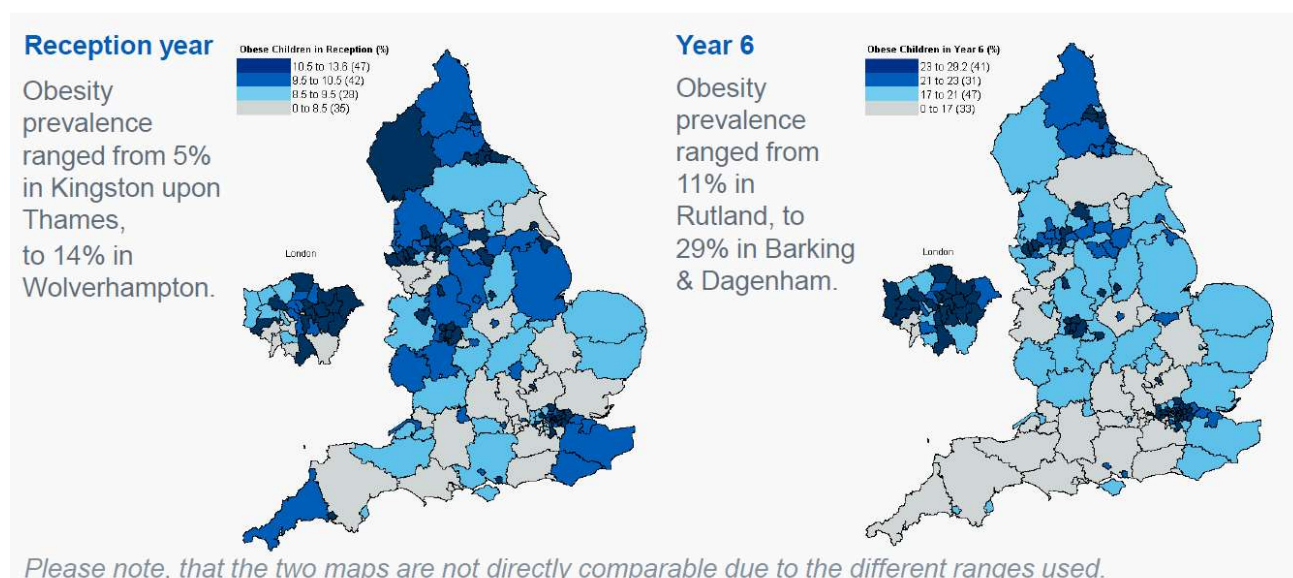 Reception year
Obesity
prevalence
ranged from 5%
in Kingston upon
Thames,
to 14% in
Wolverhampton.
Obese Children in Reception (%)
10.5 to 13.6 (47)
9.5 to 10.5 (42)
8.5 to 9.5 (28)
0 to 8.5 (35)
London
Year 6
Obesity
prevalence
ranged from
11% in
Rutland, to
29% in Barking
& Dagenham.
Obese Children in Year 6 (%)
23 to 29.2 (41)
21 to 23 (31)
17 to 21 (47)
0 to 17 (33)
London
Please note, that the two maps are not directly comparable due to the different ranges used.